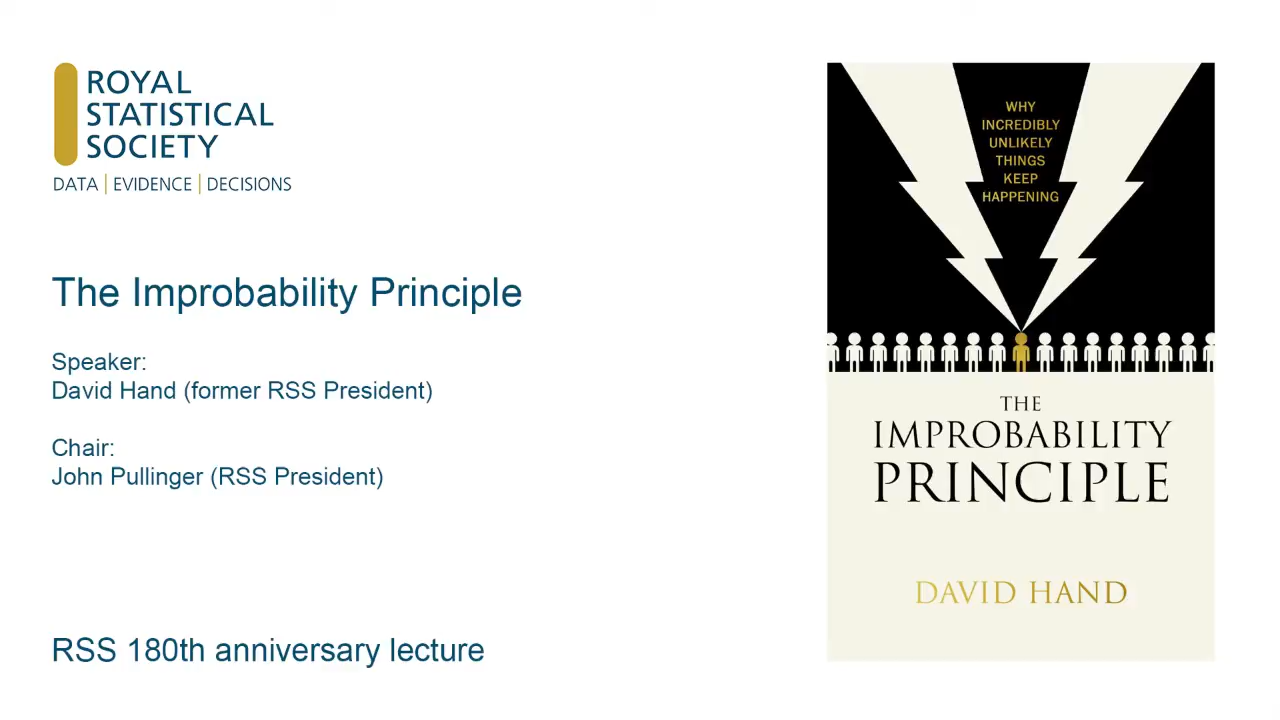 ROYAL
STATISTICAL
SOCIETY
DATA | EVIDENCE | DECISIONS
The Improbability Principle
Speaker:
David Hand (former RSS President)
Chair:
John Pullinger (RSS President)
RSS 180th anniversary lecture
WHY
INCREDIBLY
UNLIKELY
THINGS
KEEP
HAPPENING
THE
IMPROBABILITY
PRINCIPLE
DAVID HAND